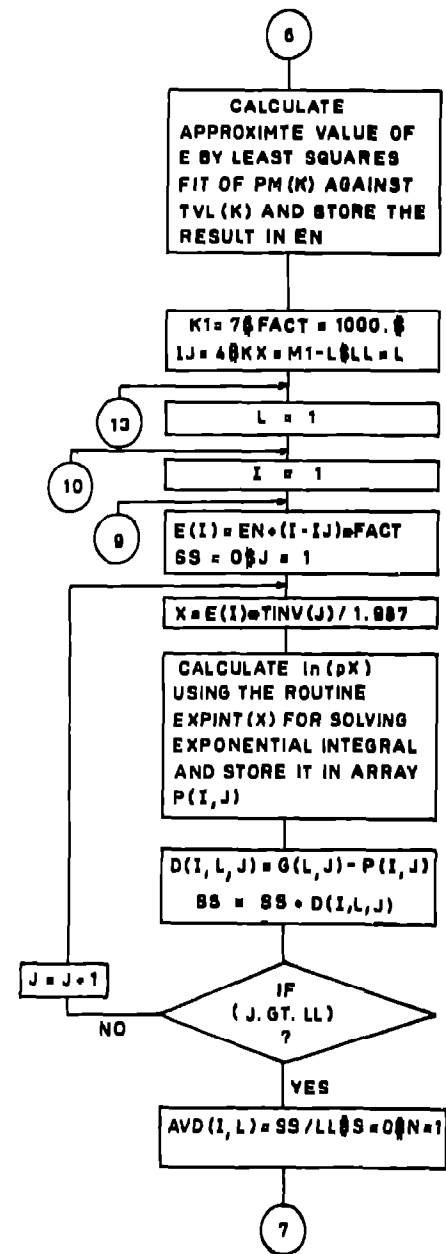 6
CALCULATE
APPROXIMTE VALUE OF
E BY LEAST SQUARES
FIT OF PM(K) AGAINST
TVL(K) AND STORE THE
RESULT IN EN
K1= 7$FACT = 1000.$
IJ= 4$KX = M1-L$LL = L
13
L = 1
10
I = 1
9
E(I)=EN+(I-IJ)*FACT
SS = 0$J = 1
X=E(I)*TINV(J)/1.987
CALCULATE ln(pX)
USING THE ROUTINE
EXPINT(X) FOR SOLVING
EXPONENTIAL INTEGRAL
AND STORE IT IN ARRAY
P(I,J)
D(I,L,J)=G(L,J)-P(I,J)
SS = SS + D(I,L,J)
J = J+1
IF
(J.GT. LL)
?
NO
YES
AVD(I,L)=SS/LL$S=0$N=1
7